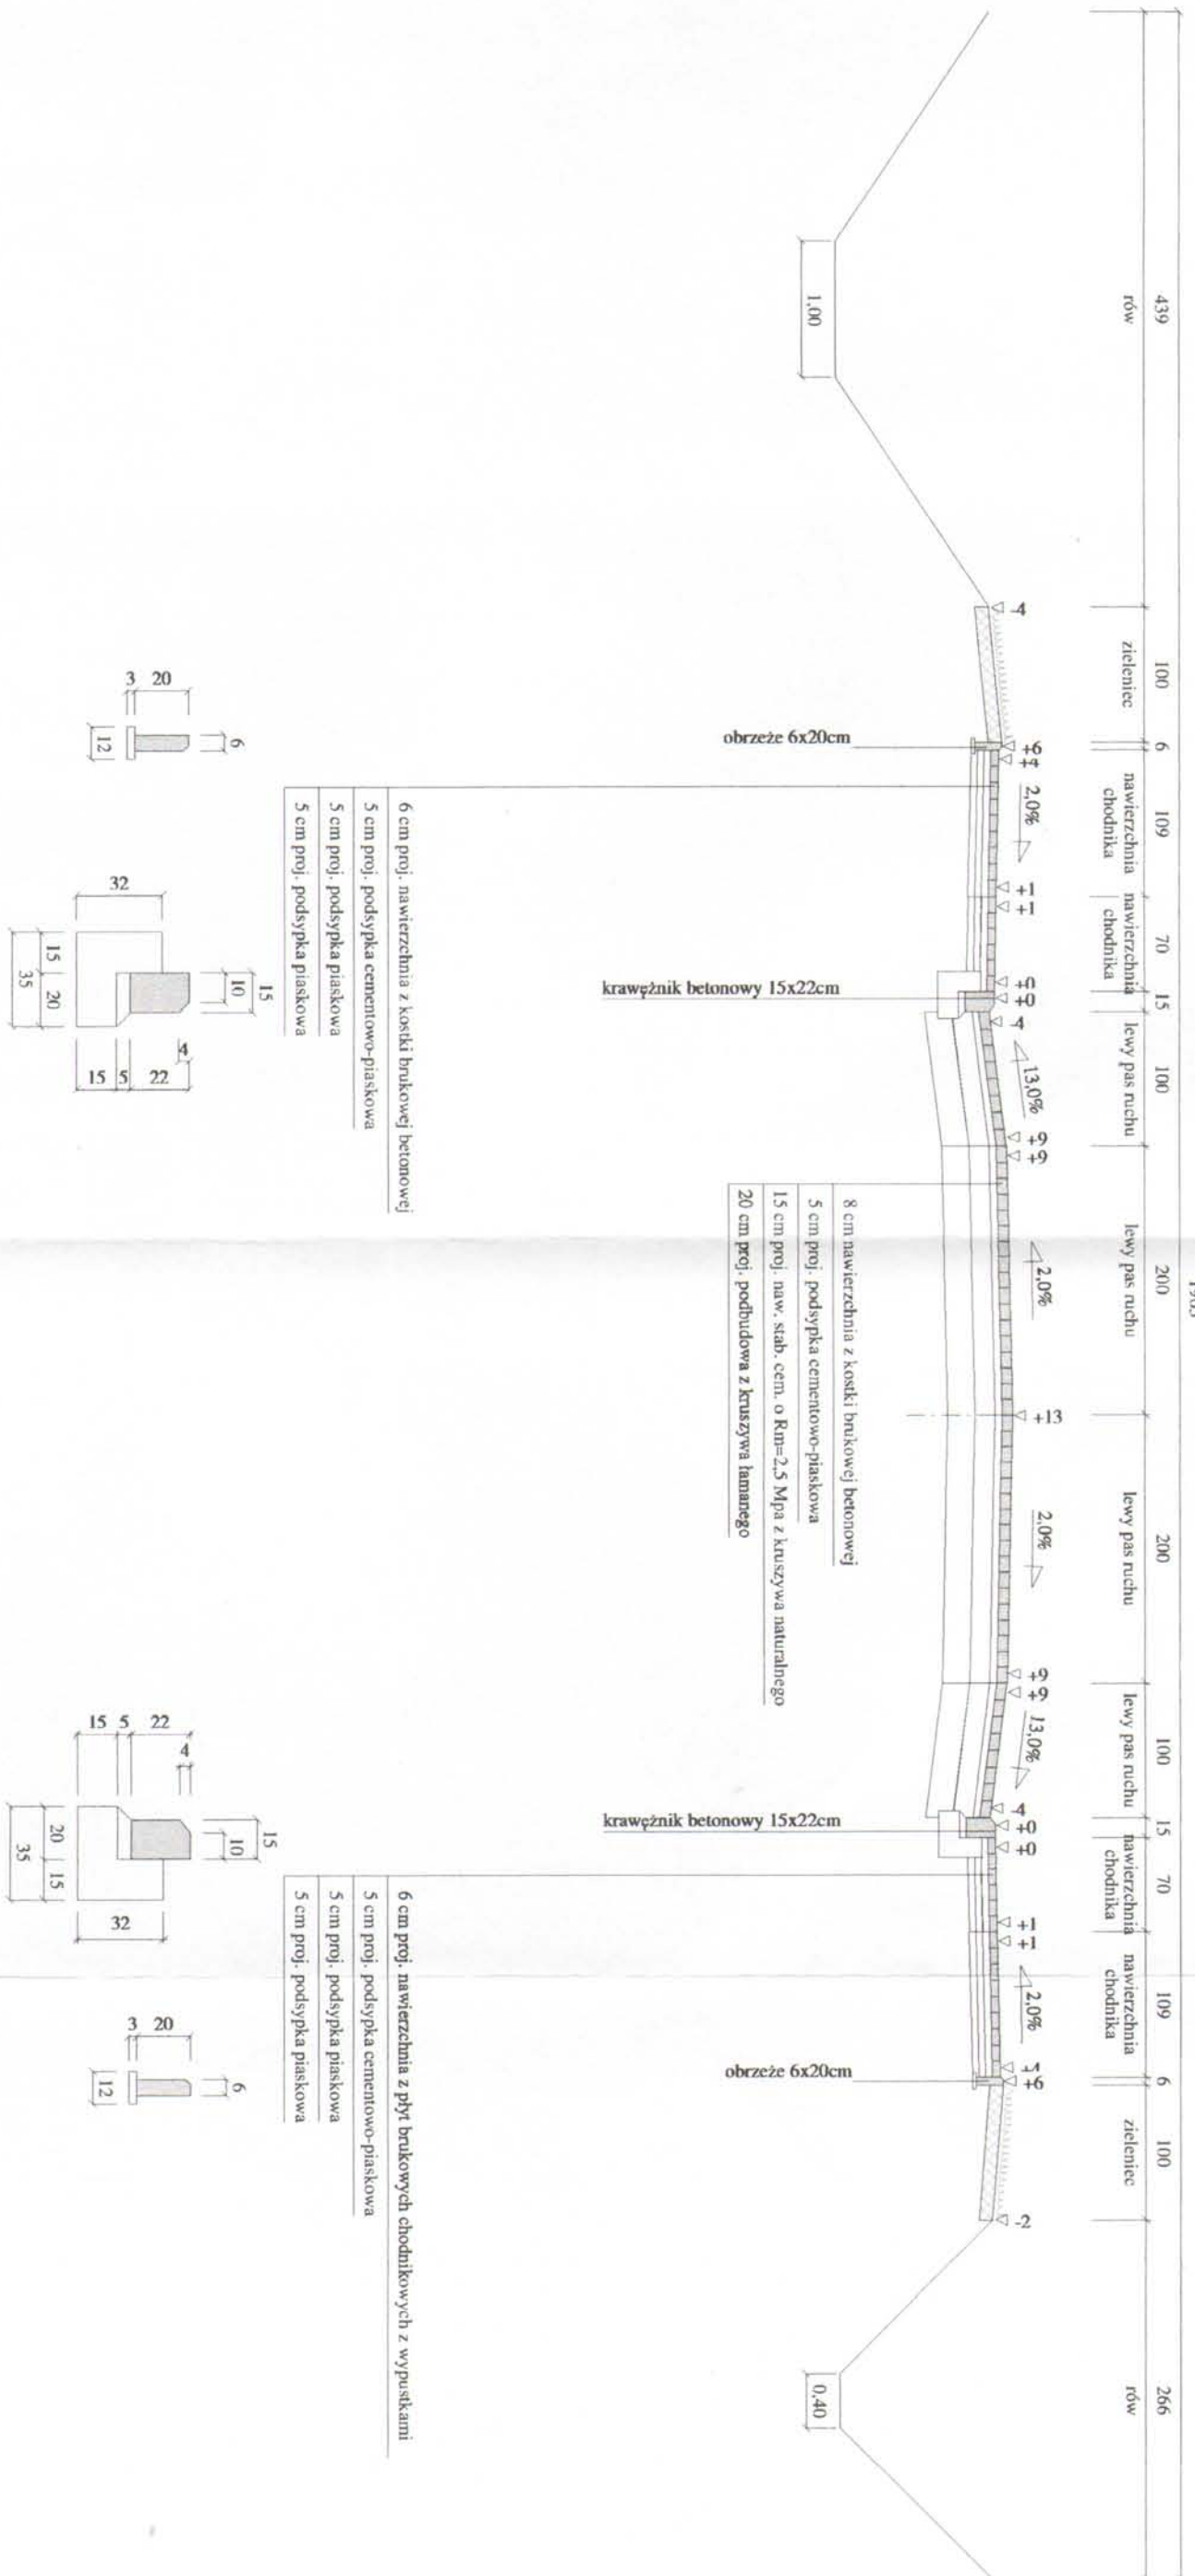 439 100 6 109 70 15 100 200 200 100 15 70 109 6 100 266
rów
zieleniec
nawierzchnia
chodnika
nawierzchnia
chodnika
lewy pas ruchu
lewy pas ruchu
lewy pas ruchu
lewy pas ruchu
nawierzchnia
chodnika
nawierzchnia
chodnika
zieleniec
rów
-4
+6
+4
2,0%
+1
+1
+0
+0
-4
13,0%
+9
+9
2,0%
+13
2,0%
+9
+9
13,0%
-4
+0
+0
+1
+1
2,0%
+6
-2
1,00
0,40
obrzeże 6x20cm
krawężnik betonowy 15x22cm
krawężnik betonowy 15x22cm
obrzeże 6x20cm
8 cm nawierzchnia z kostki brukowej betonowej
5 cm proj. podsypka cementowo-piaskowa
15 cm proj. naw. stab. cem. o Rm=2,5 Mpa z kruszywa naturalnego
20 cm proj. podbudowa z kruszywa łamanego
6 cm proj. nawierzchnia z kostki brukowej betonowej
5 cm proj. podsypka cementowo-piaskowa
5 cm proj. podsypka piaskowa
5 cm proj. podsypka piaskowa
6 cm proj. nawierzchnia z płyt brukowych chodnikowych z wypustkami
5 cm proj. podsypka cementowo-piaskowa
5 cm proj. podsypka piaskowa
5 cm proj. podsypka piaskowa
6
3 20
12
15
10
32
4
15 5 22
15 20
35
15
10
4
15 5 22
32
20 15
35
6
3 20
12